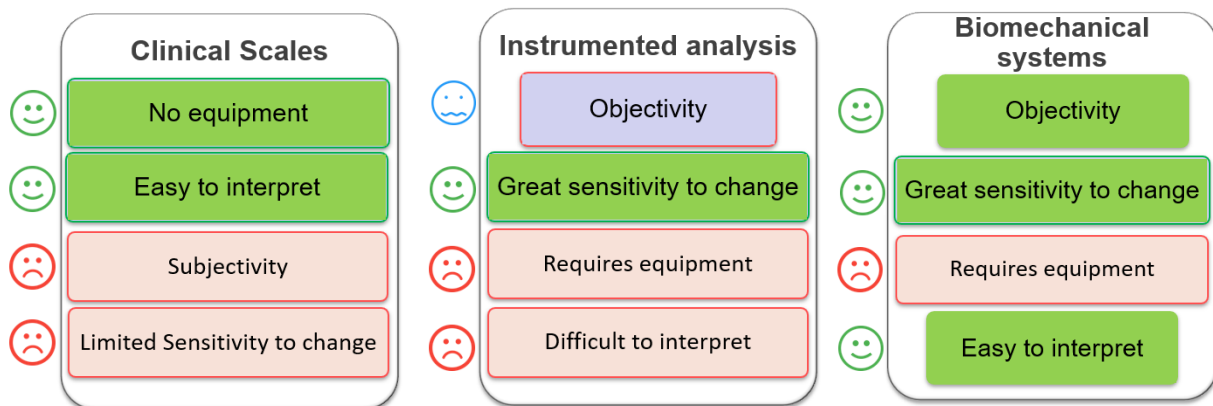 Clinical Scales
No equipment
Easy to interpret
Subjectivity
Limited Sensitivity to change
Instrumented analysis
Objectivity
Great sensitivity to change
Requires equipment
Difficult to interpret
Biomechanical
systems
Objectivity
Great sensitivity to change
Requires equipment
Easy to interpret